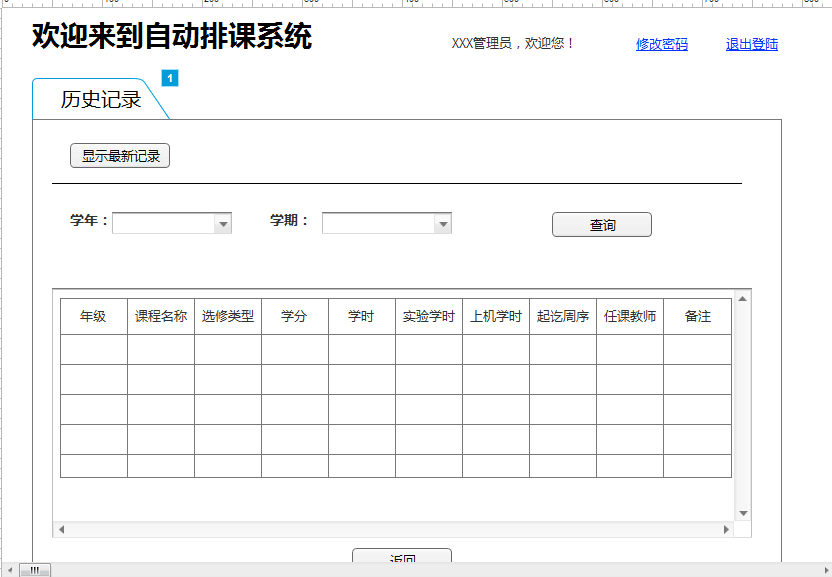 欢迎来到自动排课系统
XXX管理员，欢迎您！ 修改密码 退出登陆
1
历史记录
显示最新记录
学年： 学期： 查询
年级 课程名称 选修类型 学分 学时 实验学时 上机学时 起讫周序 任课教师 备注
返回